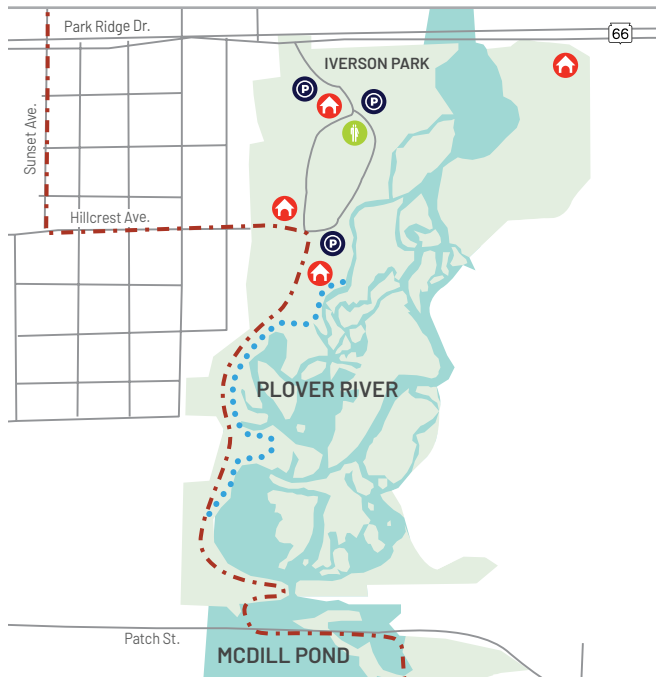 Park Ridge Dr.
66
IVERSON PARK
P
P
Sunset Ave.
Hillcrest Ave.
P
PLOVER RIVER
Patch St.
MCDILL POND